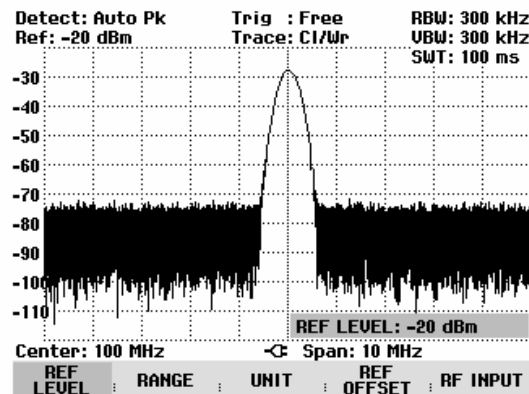 Detect: Auto Pk Trig : Free RBW: 300 kHz
Ref: -20 dBm Trace: Cl/Wr VBW: 300 kHz
SWT: 100 ms
-30
-40
-50
-60
-70
-80
-90
-100
-110
REF LEVEL: -20 dBm
Center: 100 MHz Span: 10 MHz
REF LEVEL : RANGE : UNIT : REF OFFSET : RF INPUT